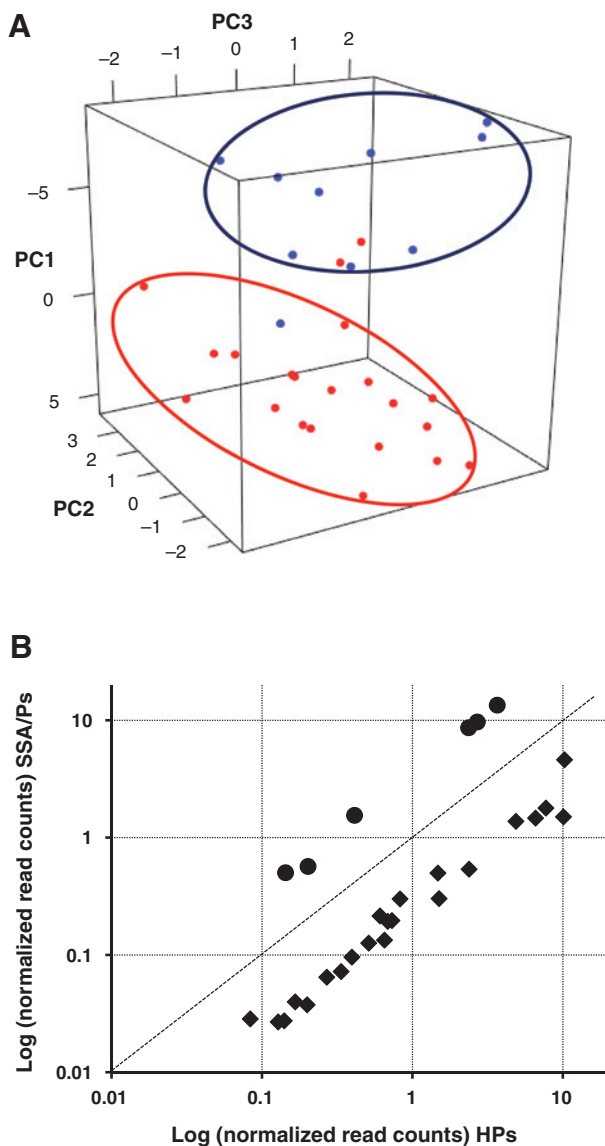 A
PC3
−2 −1 0 1 2
−5
PC1
0
5
3
2
1
0
PC2
−1
−2
B
Log (normalized read counts) SSA/Ps
10
1
0.1
0.01
0.01 0.1 1 10
Log (normalized read counts) HPs